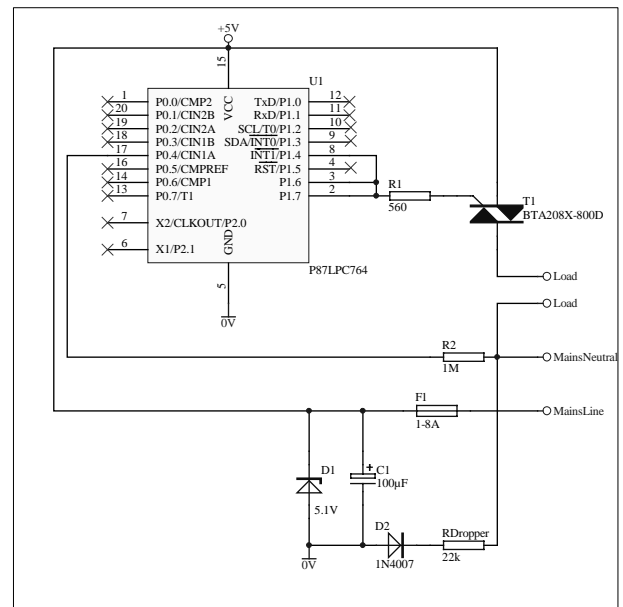 +5V
15
U1
1 P0.0/CMP2 VCC TxD/P1.0 12
20 P0.1/CIN2B RxD/P1.1 11
19 P0.2/CIN2A SCL/T0/P1.2 10
18 P0.3/CIN1B SDA/INT0/P1.3 9
17 P0.4/CIN1A INT1/P1.4 8
16 P0.5/CMPREF RST/P1.5 4
14 P0.6/CMP1 P1.6 3
13 P0.7/T1 P1.7 2
R1
560
T1
BTA208X-800D
7 X2/CLKOUT/P2.0
6 X1/P2.1
GND
5
P87LPC764
0V
Load
Load
R2
1M
MainsNeutral
F1
1-8A
MainsLine
D1
5.1V
+
C1
100µF
0V
D2
1N4007
RDropper
22k